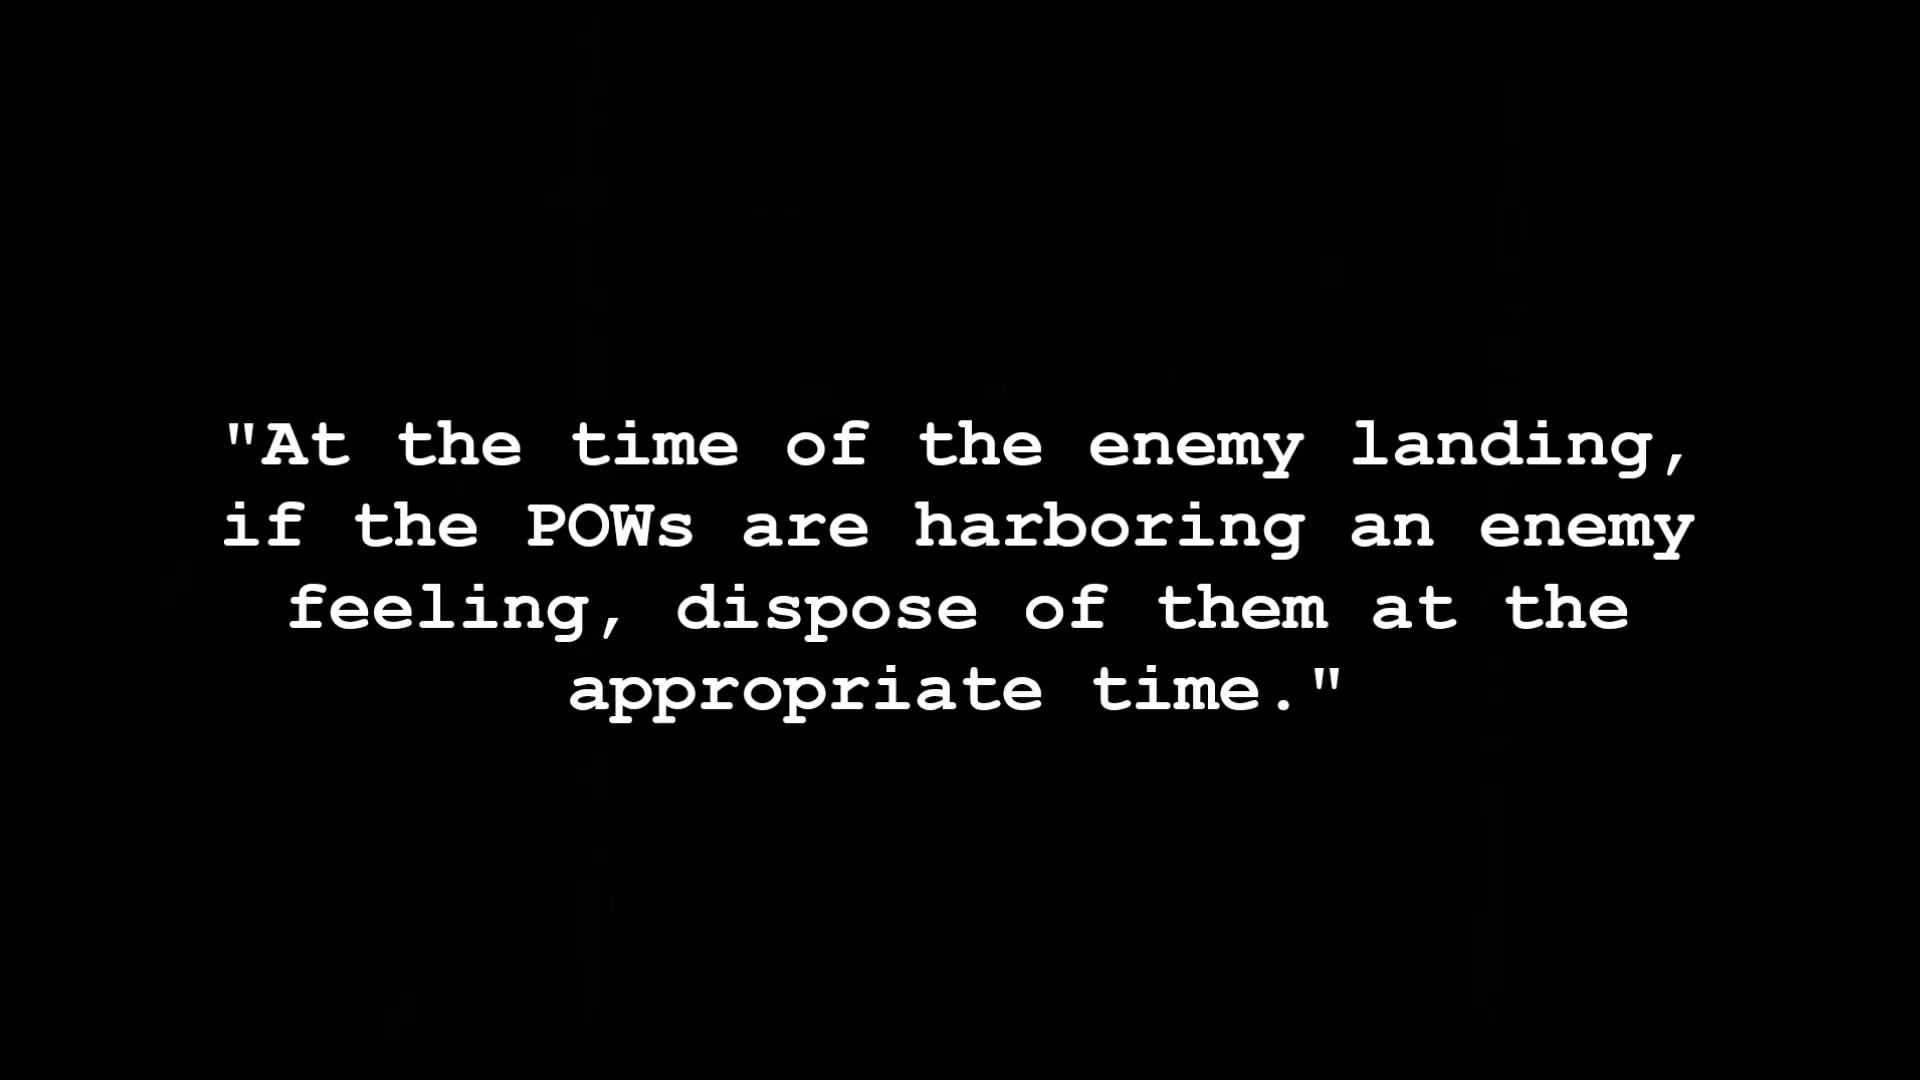 "At the time of the enemy landing,
if the POWs are harboring an enemy
feeling, dispose of them at the
appropriate time."